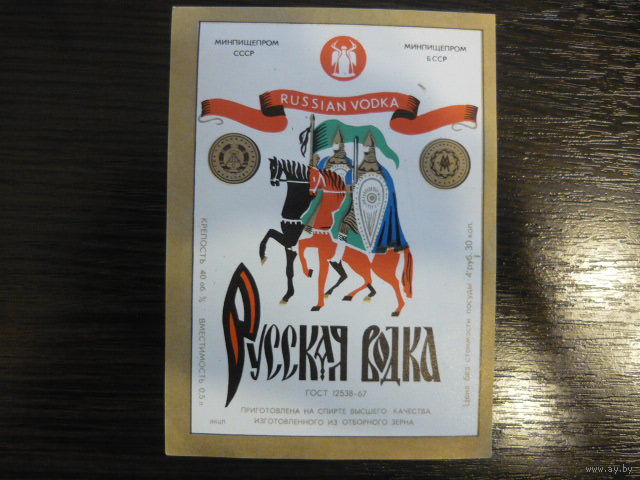 МИНПИЩЕПРОМ
СССР
МИНПИЩЕПРОМ
БССР
RUSSIAN VODKA
КРЕПОСТЬ 40 об. % ВМЕСТИМОСТЬ 0,5 л
Цена без стоимости посуды 4 руб. 30 коп.
РУССКАЯ ВОДКА
ГОСТ 12538-67
ПРИГОТОВЛЕНА НА СПИРТЕ ВЫСШЕГО КАЧЕСТВА
ИЗГОТОВЛЕННОГО ИЗ ОТБОРНОГО ЗЕРНА
www.ay.by